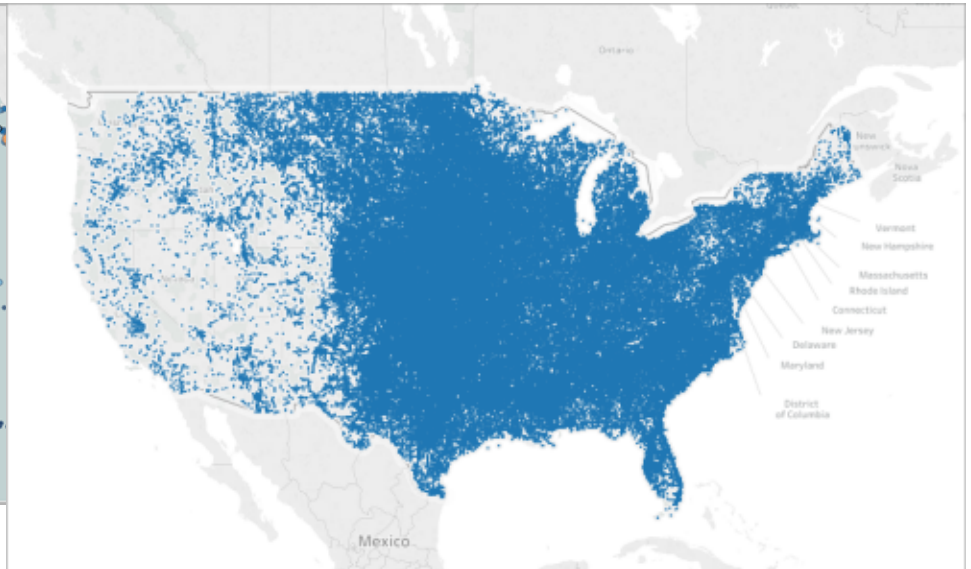 Ontario
New
Nova
Scotia
Vermont
New Hampshire
Massachusetts
Rhode Island
Connecticut
New Jersey
Delaware
Maryland
District
of Columbia
Mexico